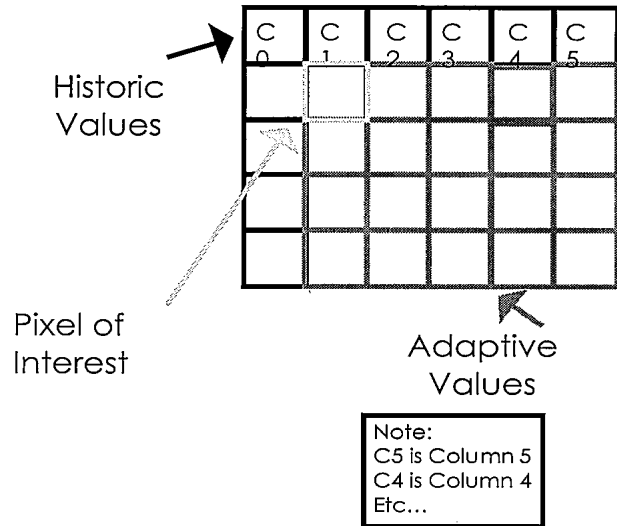 C C C C C C
0 1 2 3 4 5
Historic
Values
Pixel of
Interest
Adaptive
Values
Note:
C5 is Column 5
C4 is Column 4
Etc...